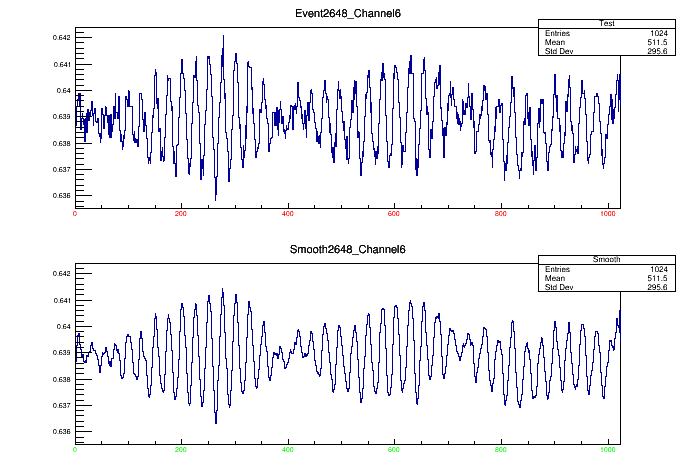 Event2648_Channel6
Test
Entries 1024
Mean 511.5
Std Dev 295.6
0.642
0.641
0.64
0.639
0.638
0.637
0.636
0 200 400 600 800 1000
Smooth2648_Channel6
Smooth
Entries 1024
Mean 511.5
Std Dev 295.6
0.642
0.641
0.64
0.639
0.638
0.637
0.636
0 200 400 600 800 1000